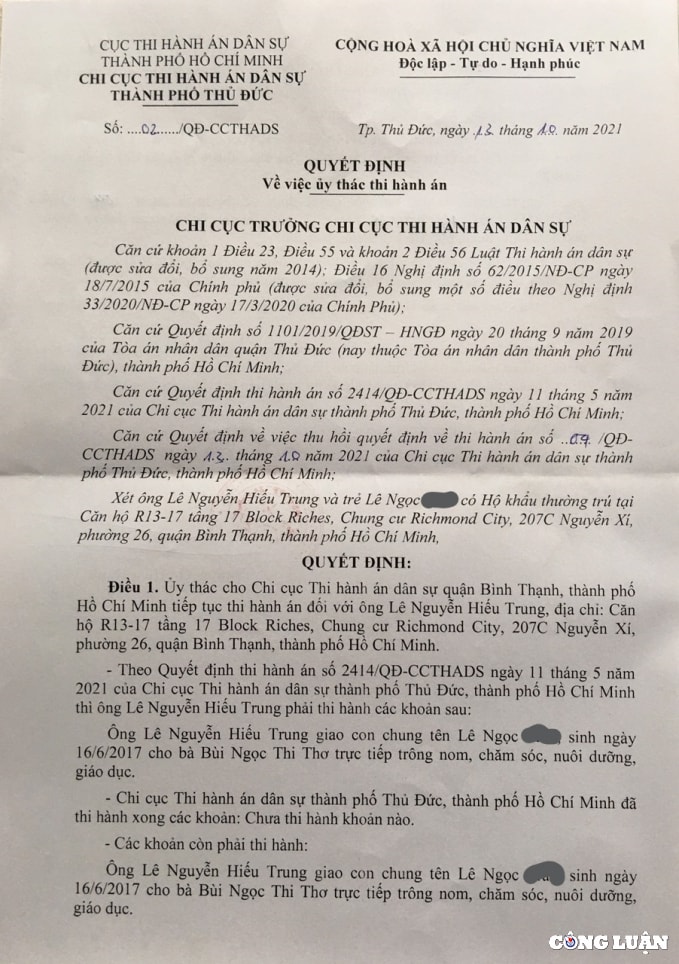 CỤC THI HÀNH ÁN DÂN SỰ
THÀNH PHỐ HỒ CHÍ MINH
CHI CỤC THI HÀNH ÁN DÂN SỰ
THÀNH PHỐ THỦ ĐỨC
Số: ....02....../QĐ-CCTHADS
CỘNG HOÀ XÃ HỘI CHỦ NGHĨA VIỆT NAM
Độc lập - Tự do - Hạnh phúc
Tp. Thủ Đức, ngày .13. tháng .10. năm 2021
QUYẾT ĐỊNH
Về việc ủy thác thi hành án
CHI CỤC TRƯỞNG CHI CỤC THI HÀNH ÁN DÂN SỰ
Căn cứ khoản 1 Điều 23, Điều 55 và khoản 2 Điều 56 Luật Thi hành án dân sự
(được sửa đổi, bổ sung năm 2014); Điều 16 Nghị định số 62/2015/NĐ-CP ngày
18/7/2015 của Chính phủ (được sửa đổi, bổ sung một số điều theo Nghị định
33/2020/NĐ-CP ngày 17/3/2020 của Chính Phủ);
Căn cứ Quyết định số 1101/2019/QĐST – HNGĐ ngày 20 tháng 9 năm 2019
của Tòa án nhân dân quận Thủ Đức (nay thuộc Tòa án nhân dân thành phố Thủ
Đức), thành phố Hồ Chí Minh;
Căn cứ Quyết định thi hành án số 2414/QĐ-CCTHADS ngày 11 tháng 5 năm
2021 của Chi cục Thi hành án dân sự thành phố Thủ Đức, thành phố Hồ Chí Minh;
Căn cứ Quyết định về việc thu hồi quyết định về thi hành án số ..07. /QĐ-
CCTHADS ngày .13. tháng .10 năm 2021 của Chi cục Thi hành án dân sự thành
phố Thủ Đức, thành phố Hồ Chí Minh;
Xét ông Lê Nguyễn Hiếu Trung và trẻ Lê Ngọc có Hộ khẩu thường trú tại
Căn hộ R13-17 tầng 17 Block Riches, Chung cư Richmond City, 207C Nguyễn Xí,
phường 26, quận Bình Thạnh, thành phố Hồ Chí Minh,
QUYẾT ĐỊNH:
Điều 1. Ủy thác cho Chi cục Thi hành án dân sự quận Bình Thạnh, thành phố
Hồ Chí Minh tiếp tục thi hành án đối với ông Lê Nguyễn Hiếu Trung, địa chỉ: Căn
hộ R13-17 tầng 17 Block Riches, Chung cư Richmond City, 207C Nguyễn Xí,
phường 26, quận Bình Thạnh, thành phố Hồ Chí Minh.
- Theo Quyết định thi hành án số 2414/QĐ-CCTHADS ngày 11 tháng 5 năm
2021 của Chi cục Thi hành án dân sự thành phố Thủ Đức, thành phố Hồ Chí Minh
thì ông Lê Nguyễn Hiếu Trung phải thi hành các khoản sau:
Ông Lê Nguyễn Hiếu Trung giao con chung tên Lê Ngọc sinh ngày
16/6/2017 cho bà Bùi Ngọc Thi Thơ trực tiếp trông nom, chăm sóc, nuôi dưỡng,
giáo dục.
- Chi cục Thi hành án dân sự thành phố Thủ Đức, thành phố Hồ Chí Minh đã
thi hành xong các khoản: Chưa thi hành khoản nào.
- Các khoản còn phải thi hành:
Ông Lê Nguyễn Hiếu Trung giao con chung tên Lê Ngọc sinh ngày
16/6/2017 cho bà Bùi Ngọc Thi Thơ trực tiếp trông nom, chăm sóc, nuôi dưỡng,
giáo dục.
CÔNG LUẬN